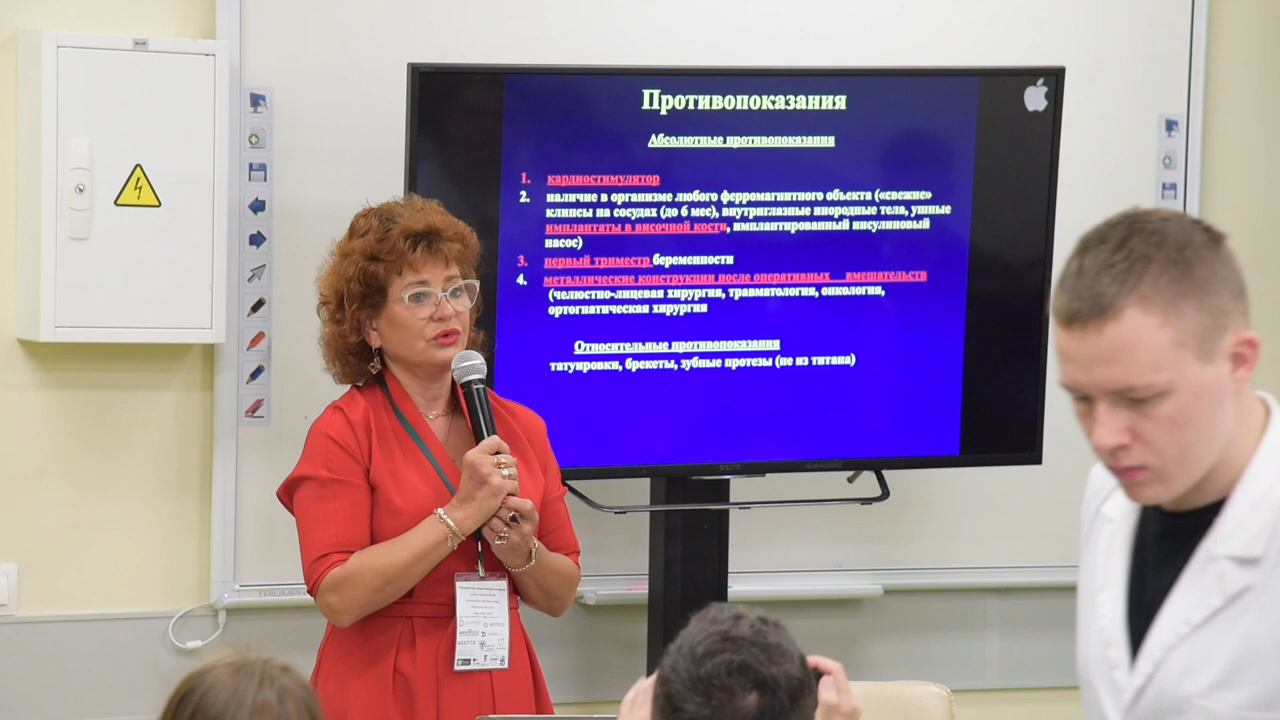 Противопоказания
Абсолютные противопоказания
1. кардиостимулятор
2. наличие в организме любого ферромагнитного объекта («свежие»
клипсы на сосудах (до 6 мес), внутриглазные инородные тела, ушные
имплантаты в височной кости, имплантированный инсулиновый
насос)
3. первый триместр беременности
4. металлические конструкции после оперативных вмешательств
(челюстно-лицевая хирургия, травматология, онкология,
ортогнатическая хирургия
Относительные противопоказания
татуировки, брекеты, зубные протезы (не из титана)
SONY
TRIUMPH